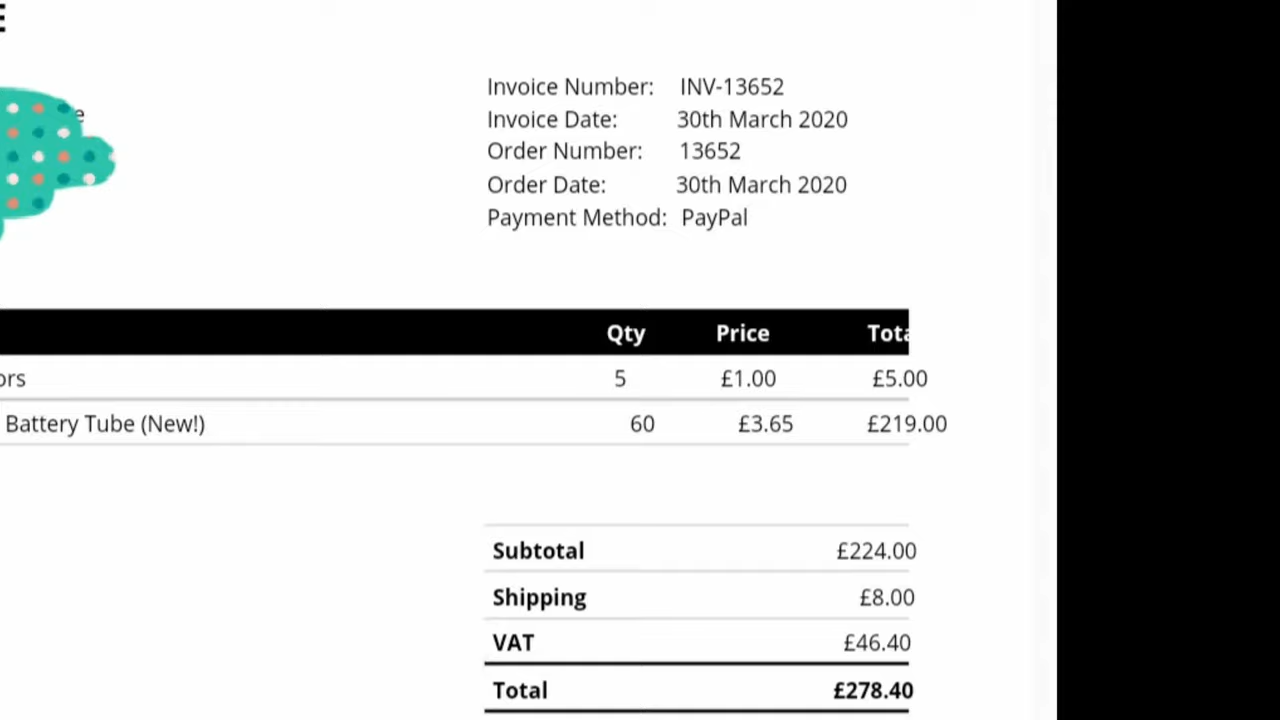 E
e
Invoice Number: INV-13652
Invoice Date: 30th March 2020
Order Number: 13652
Order Date: 30th March 2020
Payment Method: PayPal
Qty Price Tota
ors 5 £1.00 £5.00
Battery Tube (New!) 60 £3.65 £219.00
Subtotal £224.00
Shipping £8.00
VAT £46.40
Total £278.40